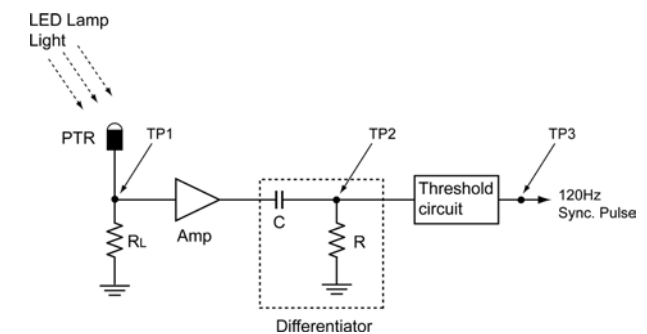 LED Lamp
Light
PTR
TP1
TP2
TP3
Threshold
circuit
120Hz
Sync. Pulse
RL
Amp
C
R
Differentiator